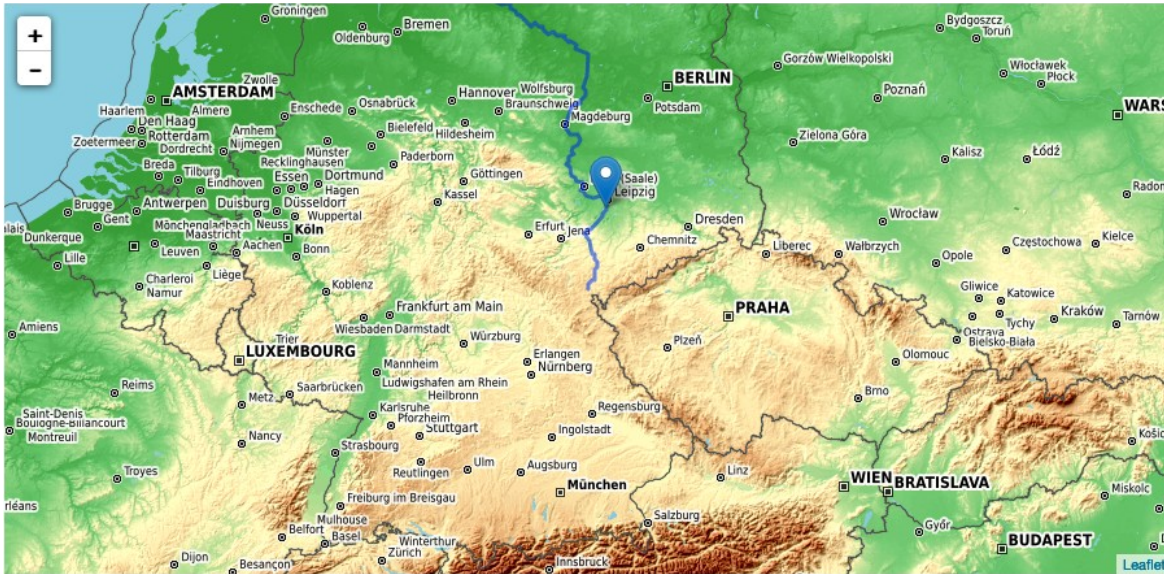 +
−
Groningen
Bremen
Oldenburg
Bydgoszcz
Toruń
Gorzów Wielkopolski
Włocławek
Płock
Zwolle
AMSTERDAM
Almere
Haarlem
Hannover
Wolfsburg
Braunschweig
BERLIN
Potsdam
Poznań
WARS
Enschede
Osnabrück
Magdeburg
Den Haag
Rotterdam
Zoetermeer
Dordrecht
Arnhem
Nijmegen
Bielefeld
Hildesheim
Münster
Zielona Góra
Kalisz
Łódź
Breda
Tilburg
Eindhoven
Recklinghausen
Essen
Dortmund
Hagen
Paderborn
Göttingen
Kassel
(Saale)
Leipzig
Radom
Brugge
Gent
Antwerpen
Duisburg
Düsseldorf
Wuppertal
Neuss
Mönchengladbach
Maastricht
Köln
Aachen
Bonn
Erfurt
Jena
Dresden
Chemnitz
Liberec
Wałbrzych
Wrocław
Opole
Częstochowa
Kielce
alais
Dunkerque
Lille
Leuven
Liège
Charleroi
Namur
Koblenz
Gliwice
Katowice
Tychy
Kraków
Tarnów
Ostrava
Bielsko-Biała
Amiens
Trier
LUXEMBOURG
Frankfurt am Main
Wiesbaden
Darmstadt
Würzburg
PRAHA
Plzeň
Olomouc
Brno
Reims
Metz
Saarbrücken
Mannheim
Ludwigshafen am Rhein
Heilbronn
Erlangen
Nürnberg
Saint-Denis
Boulogne-Billancourt
Montreuil
Nancy
Karlsruhe
Pforzheim
Stuttgart
Strasbourg
Regensburg
Ingolstadt
Košic
Troyes
Reutlingen
Ulm
Augsburg
München
Linz
WIEN
BRATISLAVA
Miskolc
rléans
Freiburg im Breisgau
Mulhouse
Belfort
Basel
Winterthur
Zürich
Salzburg
Győr
BUDAPEST
Dijon
Besançon
Innsbruck
Leaflet